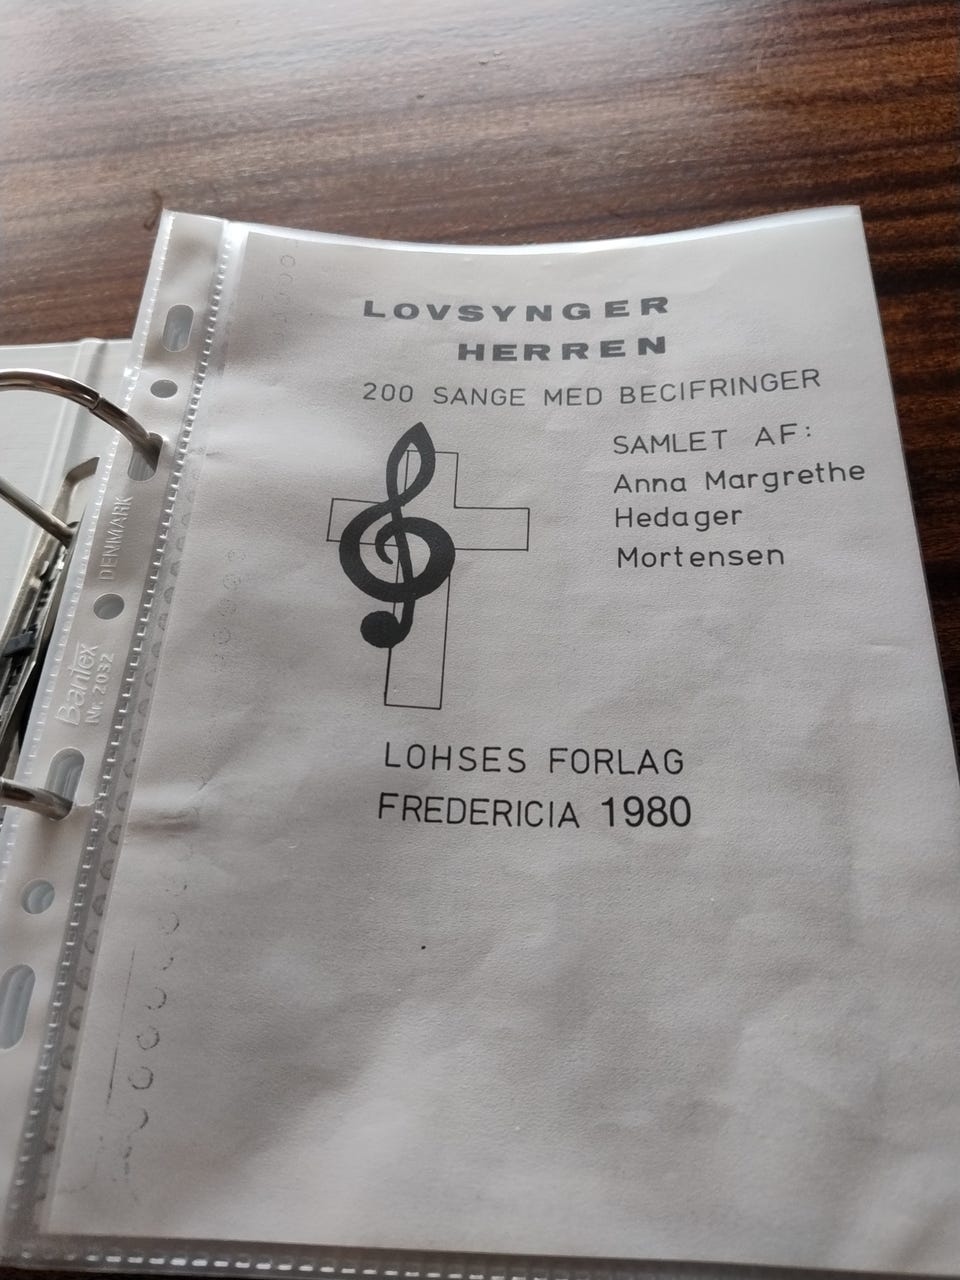 LOVSYNGER
HERREN
200 SANGE MED BECIFRINGER
SAMLET AF:
Anna Margrethe
Hedager
Mortensen
LOHSES FORLAG
FREDERICIA 1980
DENMARK
Bantex
Nr. 2032